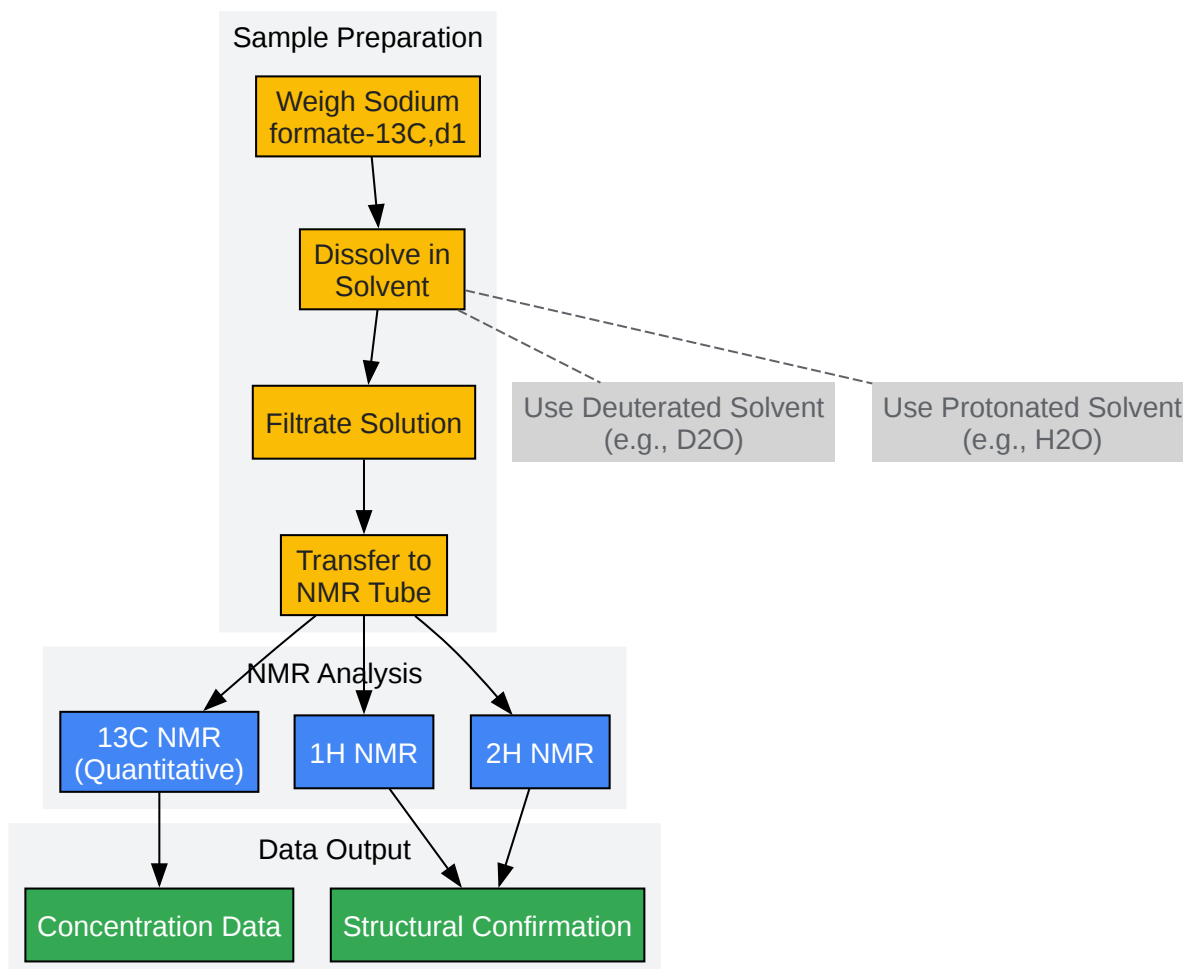 Sample Preparation
Weigh Sodium
formate-13C,d1
Dissolve in
Solvent
Use Deuterated Solvent
(e.g., D2O)
Use Protonated Solvent
(e.g., H2O)
Filtrate Solution
Transfer to
NMR Tube
NMR Analysis
13C NMR
(Quantitative)
1H NMR
2H NMR
Data Output
Concentration Data
Structural Confirmation